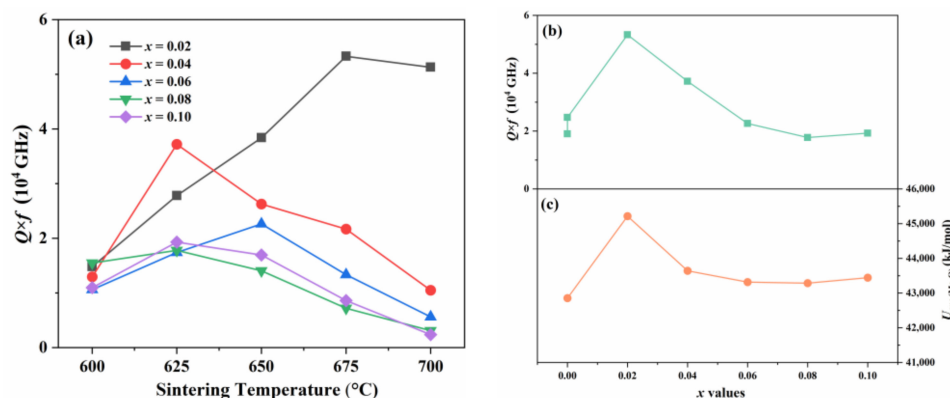 (a)
x = 0.02
x = 0.04
x = 0.06
x = 0.08
x = 0.10
Q×f (10⁴ GHz)
6
4
2
0
600 625 650 675 700
Sintering Temperature (°C)
(b)
Q×f (10⁴ GHz)
6
4
2
0
(c)
46,000
45,000
44,000
43,000
42,000
41,000
(kJ/mol)
0.00 0.02 0.04 0.06 0.08 0.10
x values